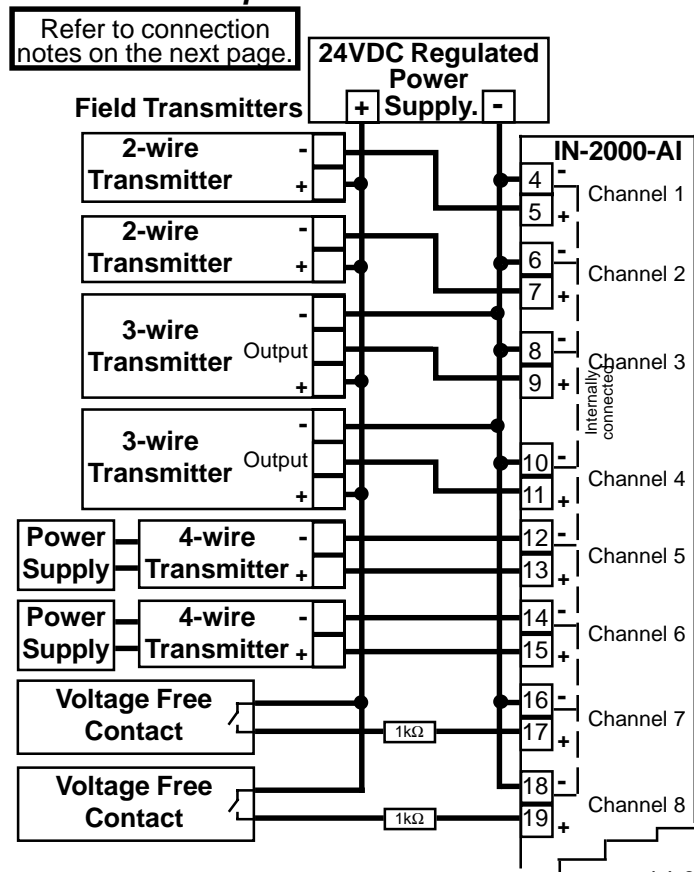 Refer to connection
notes on the next page.
24VDC Regulated
Power
+ Supply. -
Field Transmitters
IN-2000-AI
2-wire
Transmitter
-
+
4 -
5 +
Channel 1
2-wire
Transmitter
-
+
6 -
7 +
Channel 2
3-wire
Transmitter
-
Output
+
8 -
9 +
Channel 3
Internally
connected
3-wire
Transmitter
-
Output
+
10 -
11 +
Channel 4
Power
Supply
4-wire
Transmitter
-
+
12 -
13 +
Channel 5
Power
Supply
4-wire
Transmitter
-
+
14 -
15 +
Channel 6
Voltage Free
Contact
1kΩ
16 -
17 +
Channel 7
Voltage Free
Contact
1kΩ
18 -
19 +
Channel 8